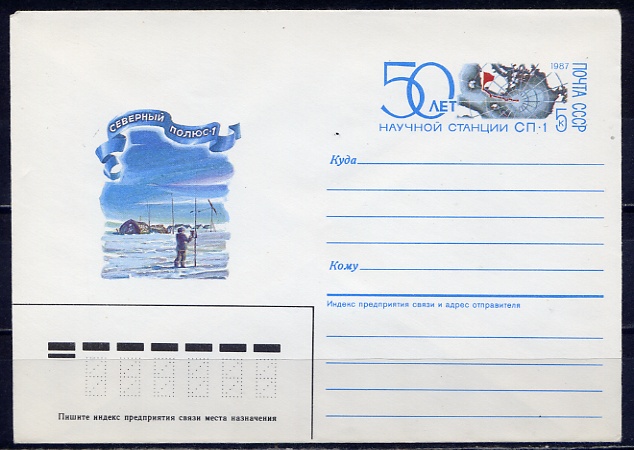 СЕВЕРНЫЙ ПОЛЮС-1
50 ЛЕТ
1987
ПОЧТА СССР
5к
НАУЧНОЙ СТАНЦИИ СП-1
Куда
Кому
Индекс предприятия связи и адрес отправителя
Пишите индекс предприятия связи места назначения